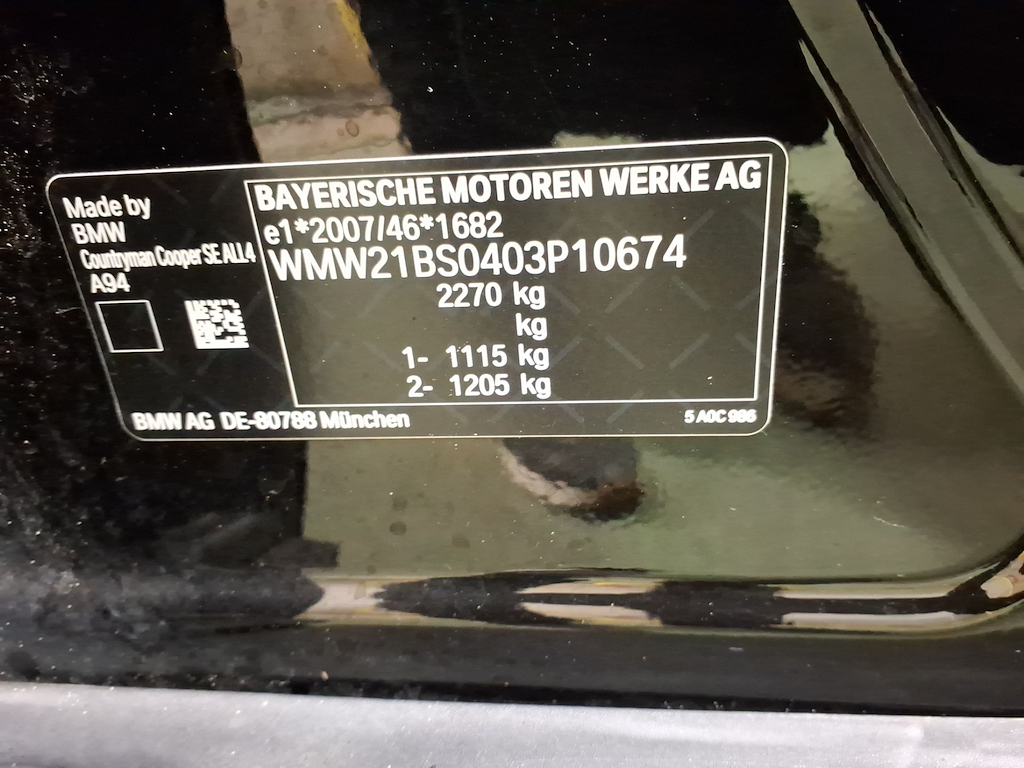 Made by
BMW
Countryman Cooper SE ALL4
A94
BAYERISCHE MOTOREN WERKE AG
e1*2007/46*1682
WMW21BS0403P10674
2270 kg
kg
1- 1115 kg
2- 1205 kg
BMW AG DE-80788 München
5 A0C 986